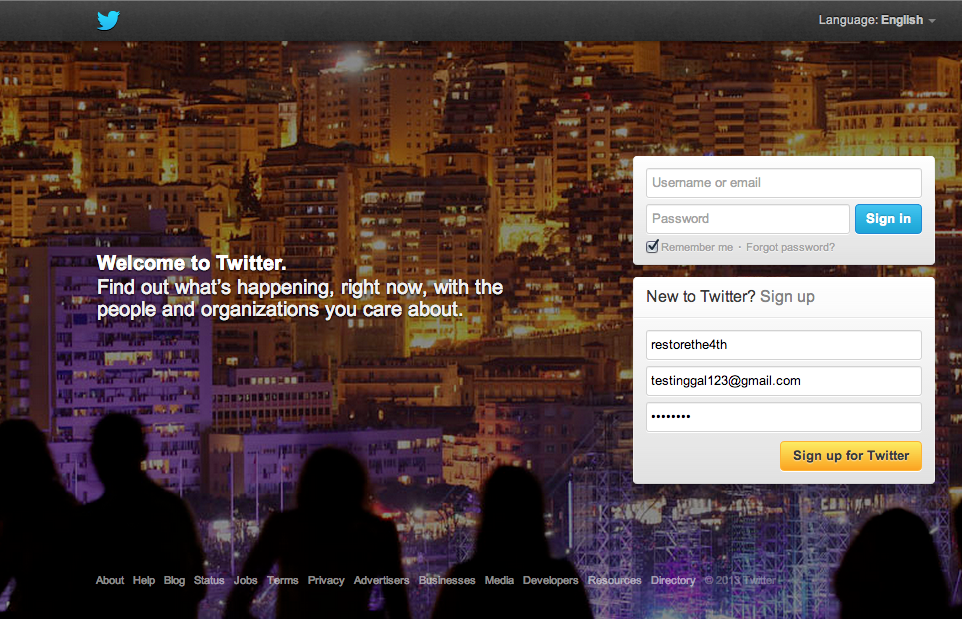 Language: English
Username or email
Password
Sign in
Remember me · Forgot password?
Welcome to Twitter.
Find out what's happening, right now, with the
people and organizations you care about.
New to Twitter? Sign up
restorethe4th
testinggal123@gmail.com
••••••••
Sign up for Twitter
About Help Blog Status Jobs Terms Privacy Advertisers Businesses Media Developers Resources Directory © 2013 Twitter